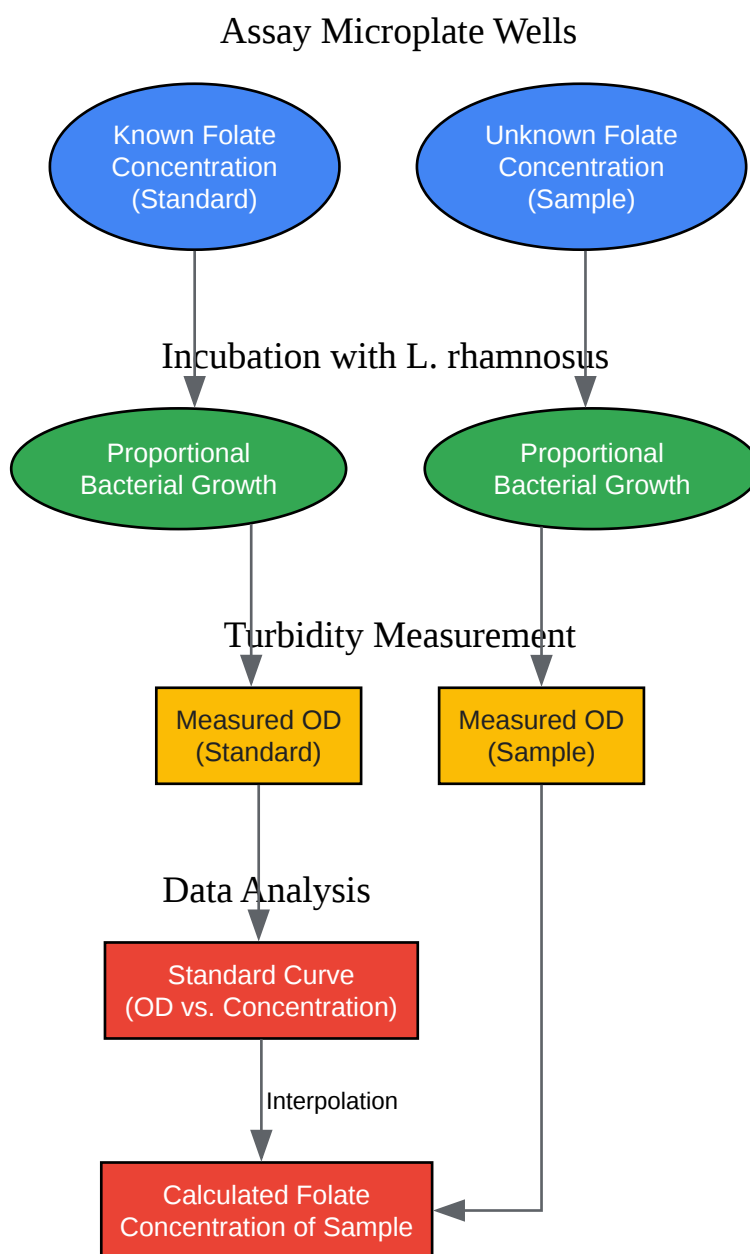 Assay Microplate Wells
Known Folate
Concentration
(Standard)
Unknown Folate
Concentration
(Sample)
Incubation with L. rhamnosus
Proportional
Bacterial Growth
Proportional
Bacterial Growth
Turbidity Measurement
Measured OD
(Standard)
Measured OD
(Sample)
Data Analysis
Standard Curve
(OD vs. Concentration)
Interpolation
Calculated Folate
Concentration of Sample